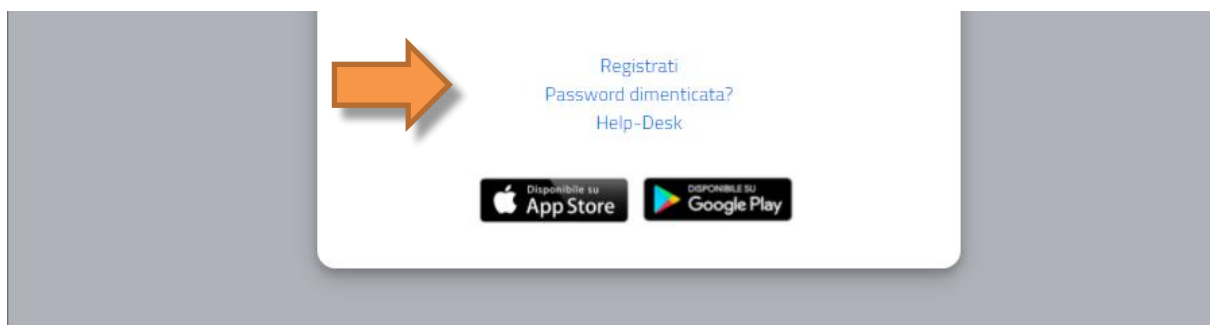 Registrati
Password dimenticata?
Help-Desk
Disponibile su
App Store
DISPONIBILE SU
Google Play